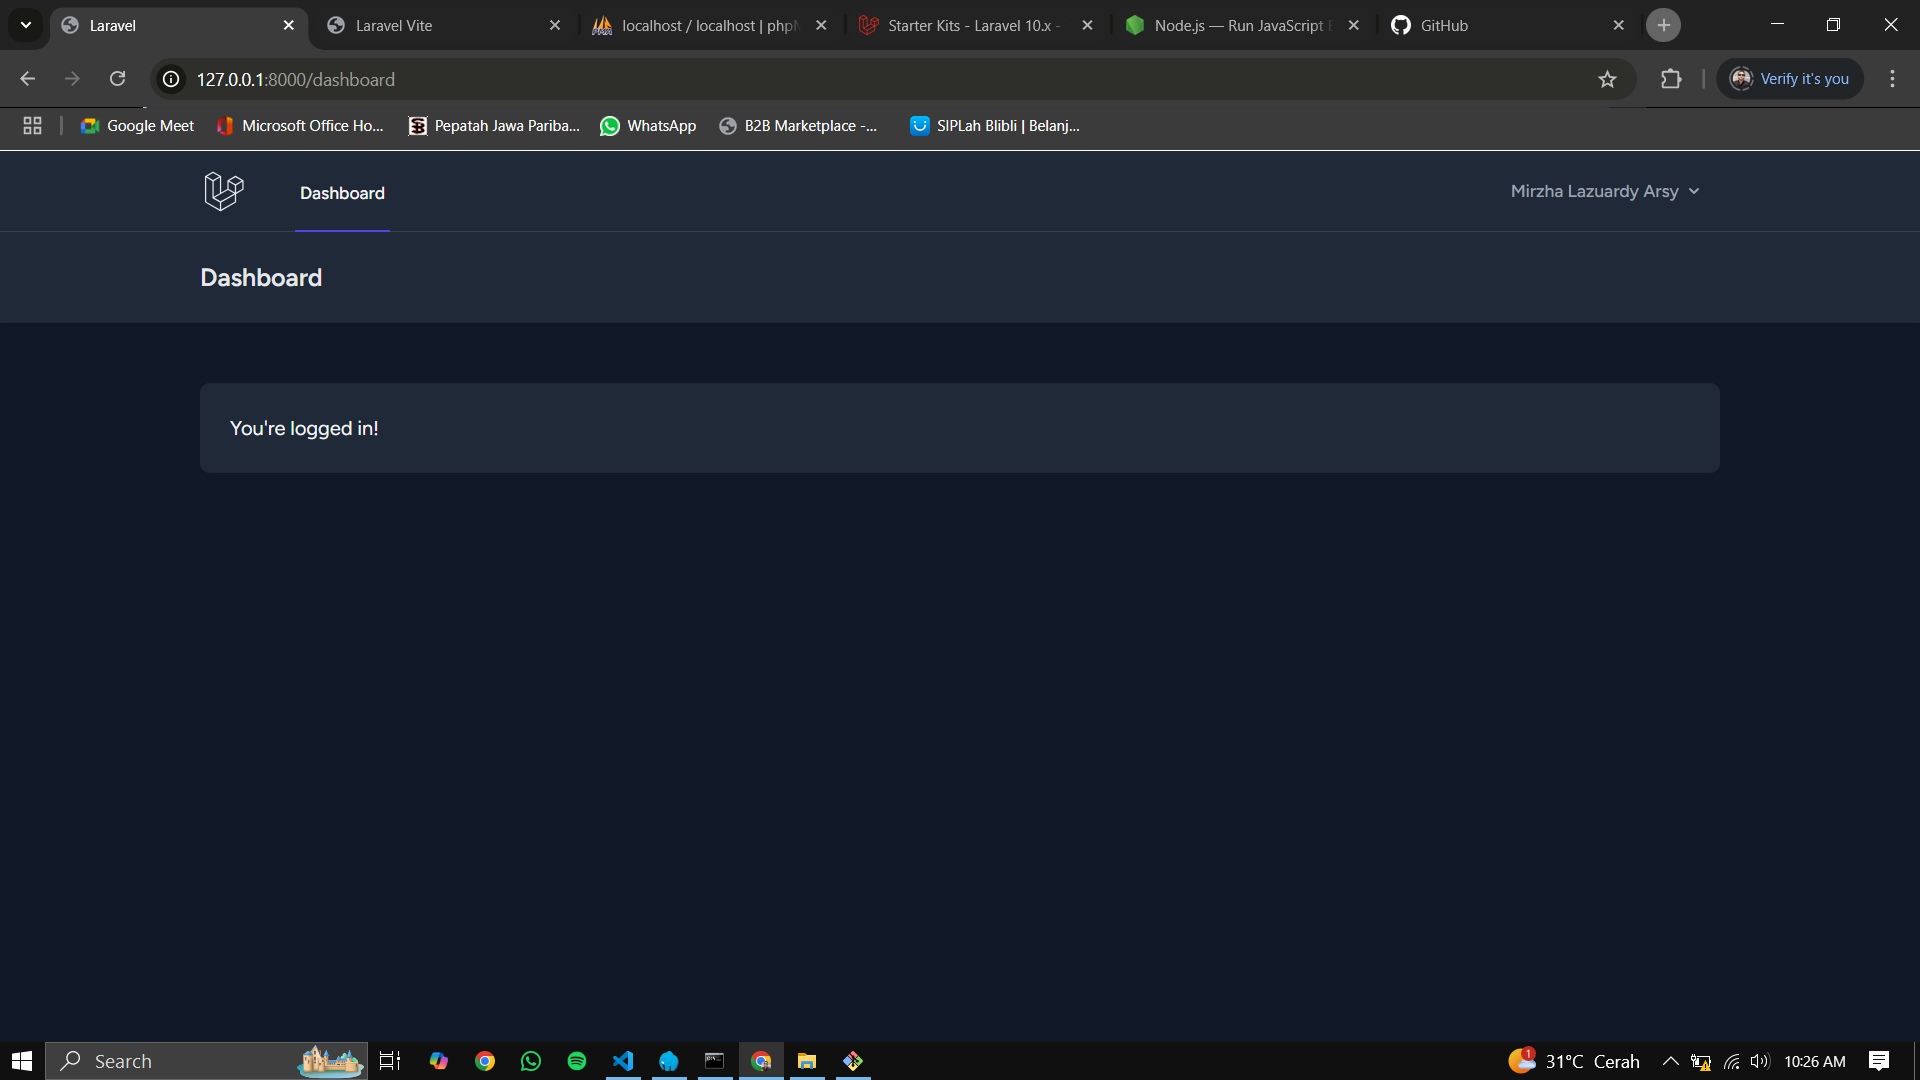 Laravel
Laravel Vite
localhost / localhost | php
Starter Kits - Laravel 10.x -
Node.js — Run JavaScript
GitHub
127.0.0.1:8000/dashboard
Verify it's you
Google Meet
Microsoft Office Ho...
Pepatah Jawa Pariba...
WhatsApp
B2B Marketplace -...
SIPLah Blibli | Belanj...
Dashboard
Mirzha Lazuardy Arsy
Dashboard
You're logged in!
Search
1
31°C Cerah
10:26 AM